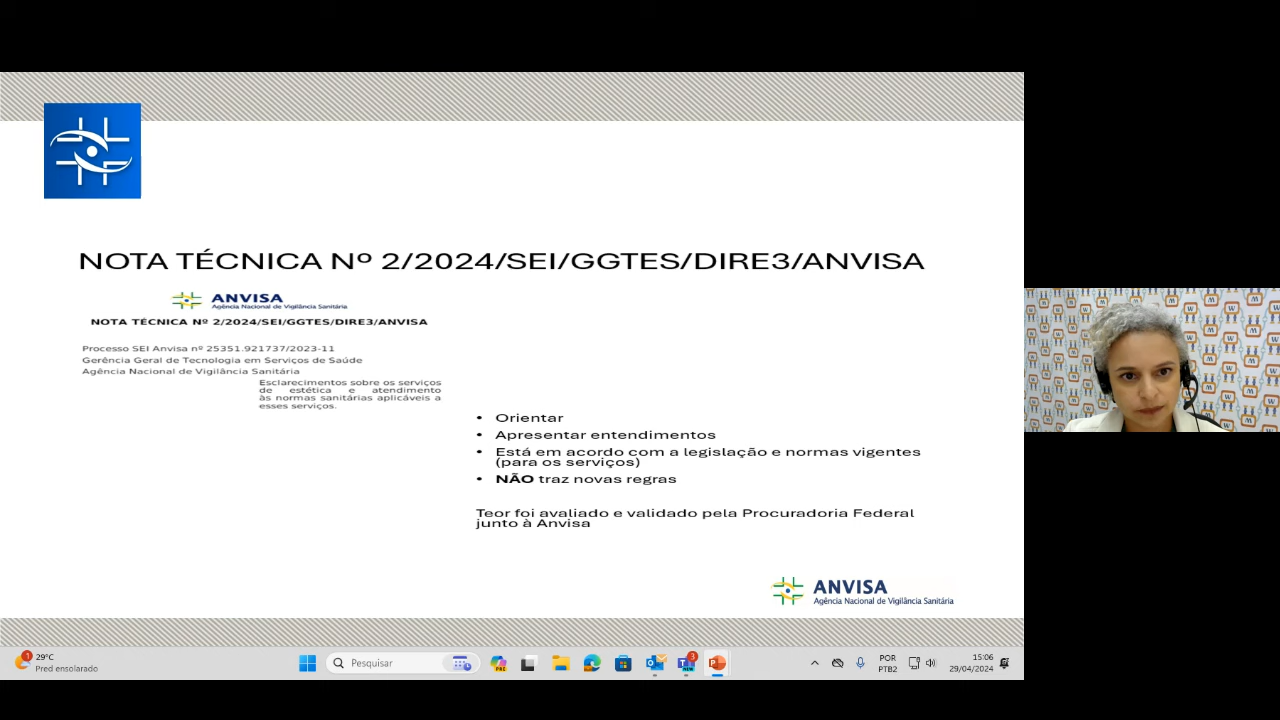 NOTA TÉCNICA Nº 2/2024/SEI/GGTES/DIRE3/ANVISA
ANVISA
Agência Nacional de Vigilância Sanitária
NOTA TÉCNICA Nº 2/2024/SEI/GGTES/DIRE3/ANVISA
Processo SEI Anvisa nº 25351.921737/2023-11
Gerência Geral de Tecnologia em Serviços de Saúde
Agência Nacional de Vigilância Sanitária
Esclarecimentos sobre os serviços
de estética e atendimento
às normas sanitárias aplicáveis a
esses serviços.
• Orientar
• Apresentar entendimentos
• Está em acordo com a legislação e normas vigentes
(para os serviços)
• NÃO traz novas regras
Teor foi avaliado e validado pela Procuradoria Federal
junto à Anvisa
ANVISA
Agência Nacional de Vigilância Sanitária
1
29°C
Pred ensolarado
Pesquisar
PRE
3
NEW
POR
PTB2
15:06
29/04/2024